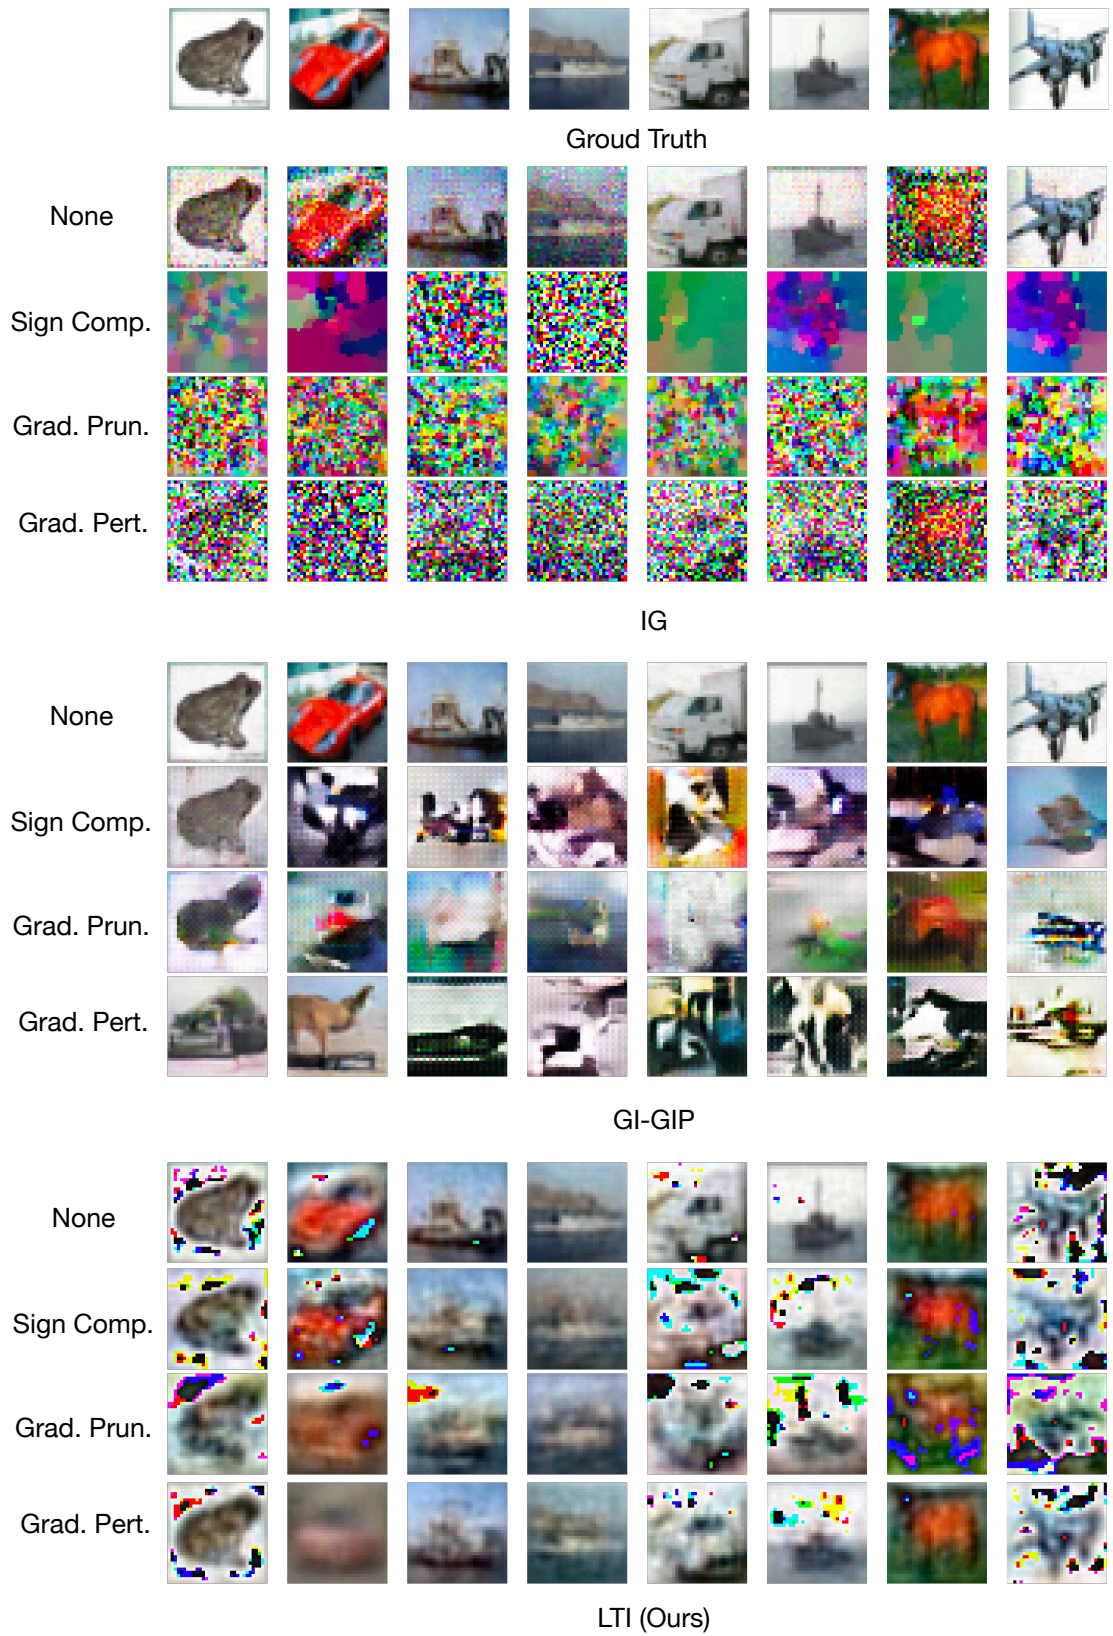 Groud Truth
None
Sign Comp.
Grad. Prun.
Grad. Pert.
IG
None
Sign Comp.
Grad. Prun.
Grad. Pert.
GI-GIP
None
Sign Comp.
Grad. Prun.
Grad. Pert.
LTI (Ours)